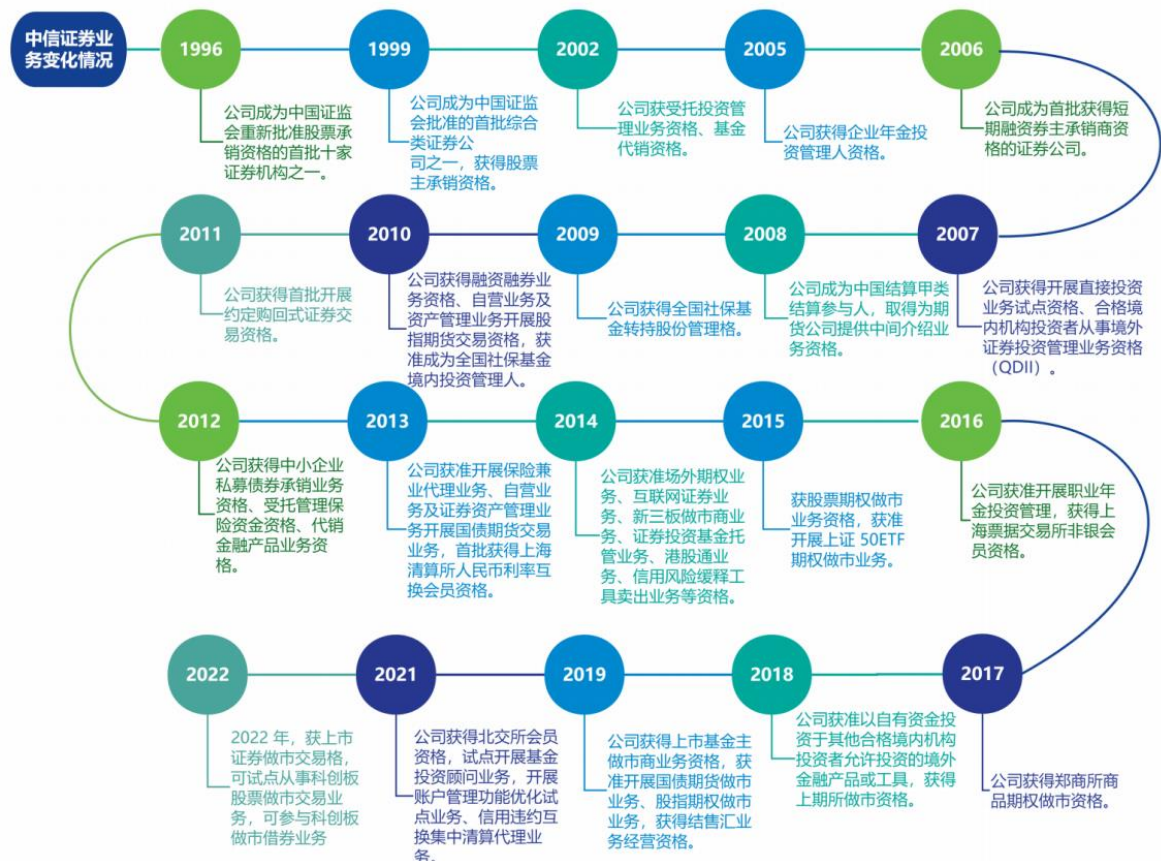 中信证券业
务变化情况
1996
公司成为中国证监
会重新批准股票承
销资格的首批十家
证券机构之一。
1999
公司成为中国证监
会批准的首批综合
类证券公
司之一，获得股票
主承销资格。
2002
公司获受托投资管
理业务资格、基金
代销资格。
2005
公司获得企业年金投
资管理人资格。
2006
公司成为首批获得短
期融资券主承销商资
格的证券公司。
2007
公司获得开展直接投资
业务试点资格、合格境
内机构投资者从事境外
证券投资管理业务资格
（QDII）。
2008
公司成为中国结算甲类
结算参与人，取得为期
货公司提供中间介绍业
务资格。
2009
公司获得全国社保基
金转持股份管理格。
2010
公司获得融资融券业
务资格、自营业务及
资产管理业务开展股
指期货交易资格，获
准成为全国社保基金
境内投资管理人。
2011
公司获得首批开展
约定购回式证券交
易资格。
2012
公司获得中小企业
私募债券承销业务
资格、受托管理保
险资金资格、代销
金融产品业务资
格。
2013
公司获准开展保险兼
业代理业务、自营业
务及证券资产管理业
务开展国债期货交易
业务，首批获得上海
清算所人民币利率互
换会员资格。
2014
公司获准场外期权业
务、互联网证券业
务、新三板做市商业
务、证券投资基金托
管业务、港股通业
务、信用风险缓释工
具卖出业务等资格。
2015
获股票期权做市
业务资格，获准
开展上证 50ETF
期权做市业务。
2016
公司获准开展职业年
金投资管理，获得上
海票据交易所非银会
员资格。
2017
公司获得郑商所商
品期权做市资格。
2018
公司获准以自有资金投
资于其他合格境内机构
投资者允许投资的境外
金融产品或工具，获得
上期所做市资格。
2019
公司获得上市基金主
做市商业务资格，获
准开展国债期货做市
业务、股指期权做市
业务，获得结售汇业
务经营资格。
2021
公司获得北交所会员
资格，试点开展基金
投资顾问业务，开展
账户管理功能优化试
点业务、信用违约互
换集中清算代理业
务。
2022
2022 年，获上市
证券做市交易格，
可试点从事科创板
股票做市交易业
务，可参与科创板
做市借券业务